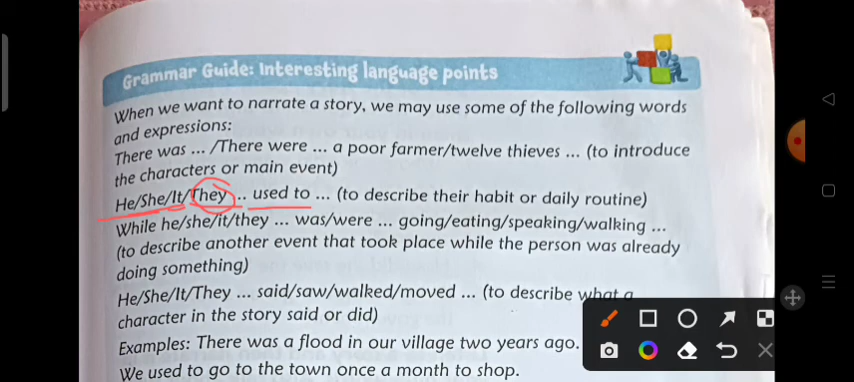 Grammar Guide: Interesting language points
When we want to narrate a story, we may use some of the following words
and expressions:
There was ... /There were ... a poor farmer/twelve thieves ... (to introduce
the characters or main event)
He/She/It/They ... used to ... (to describe their habit or daily routine)
While he/she/it/they ... was/were ... going/eating/speaking/walking ...
(to describe another event that took place while the person was already
doing something)
He/She/It/They ... said/saw/walked/moved ... (to describe what a
character in the story said or did)
Examples: There was a flood in our village two years ago.
We used to go to the town once a month to shop.